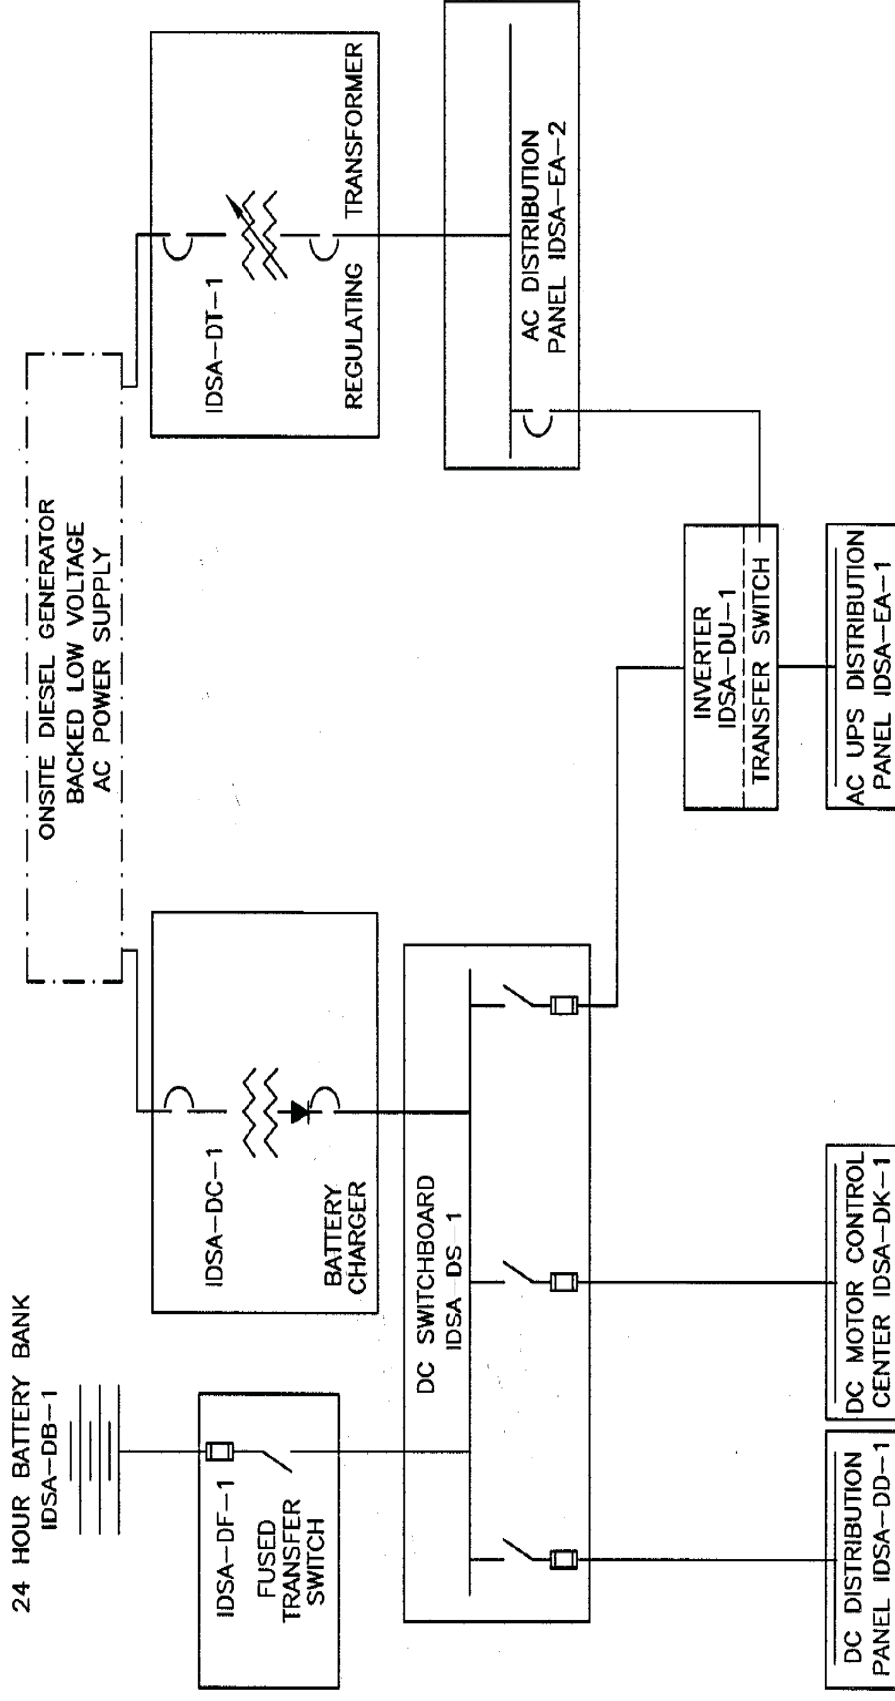 24 HOUR BATTERY BANK
IDSA-DB-1
ONSITE DIESEL GENERATOR
BACKED LOW VOLTAGE
AC POWER SUPPLY
IDSA-DF-1
FUSED
TRANSFER
SWITCH
IDSA-DC-1
BATTERY
CHARGER
IDSA-DT-1
REGULATING TRANSFORMER
DC SWITCHBOARD
IDSA-DS-1
AC DISTRIBUTION
PANEL IDSA-EA-2
INVERTER
IDSA-DU-1
TRANSFER SWITCH
DC DISTRIBUTION
PANEL IDSA-DD-1
DC MOTOR CONTROL
CENTER IDSA-DK-1
AC UPS DISTRIBUTION
PANEL IDSA-EA-1